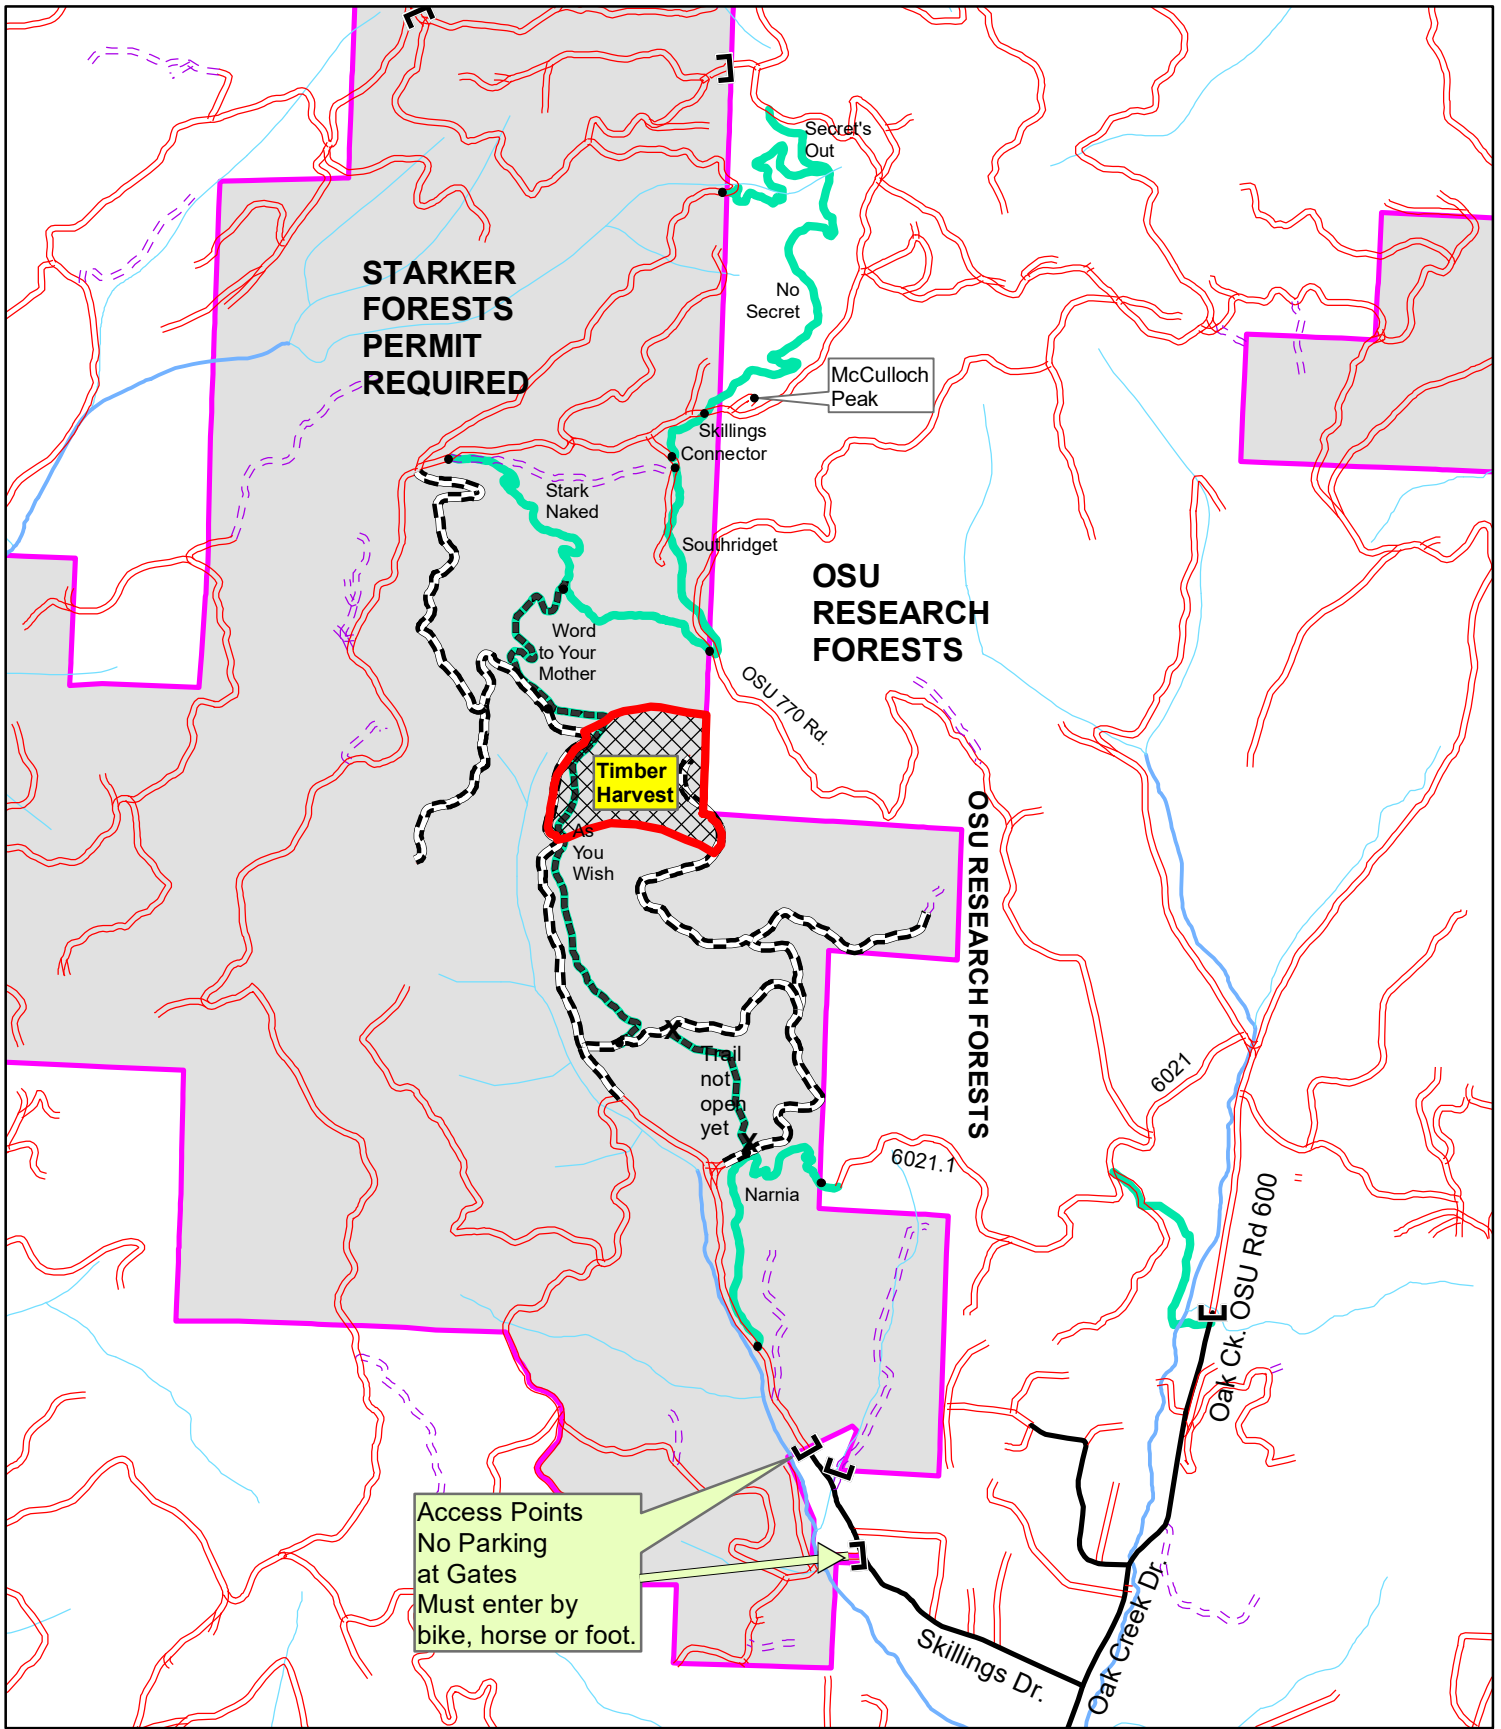 Secret's
Out
STARKER
FORESTS
PERMIT
REQUIRED
No
Secret
McCulloch
Peak
Skillings
Connector
Stark
Naked
Southridget
OSU
RESEARCH
FORESTS
Word
to Your
Mother
OSU 770 Rd.
Timber
Harvest
As
You
Wish
OSU RESEARCH FORESTS
Trail
not
open
yet
X
X
6021
6021.1
Narnia
Oak Ck. OSU Rd 600
Access Points
No Parking
at Gates
Must enter by
bike, horse or foot.
Skillings Dr.
Oak Creek Dr.